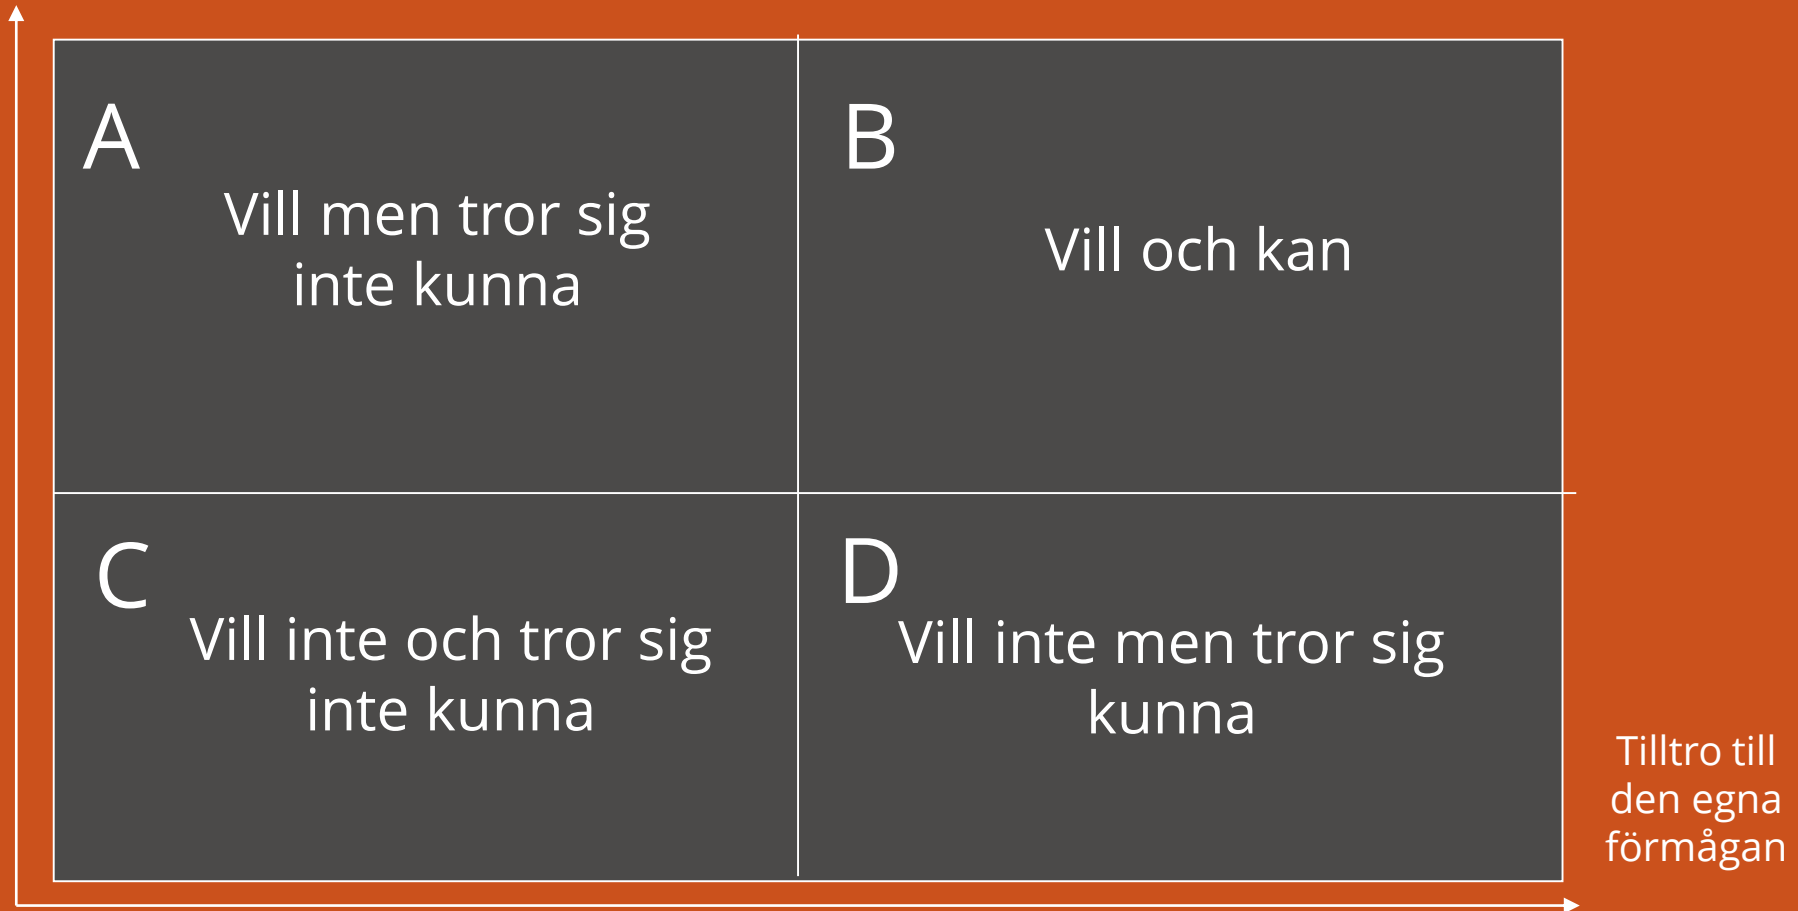 A
Vill men tror sig
inte kunna
B
Vill och kan
C
Vill inte och tror sig
inte kunna
D
Vill inte men tror sig
kunna
Tilltro till
den egna
förmågan